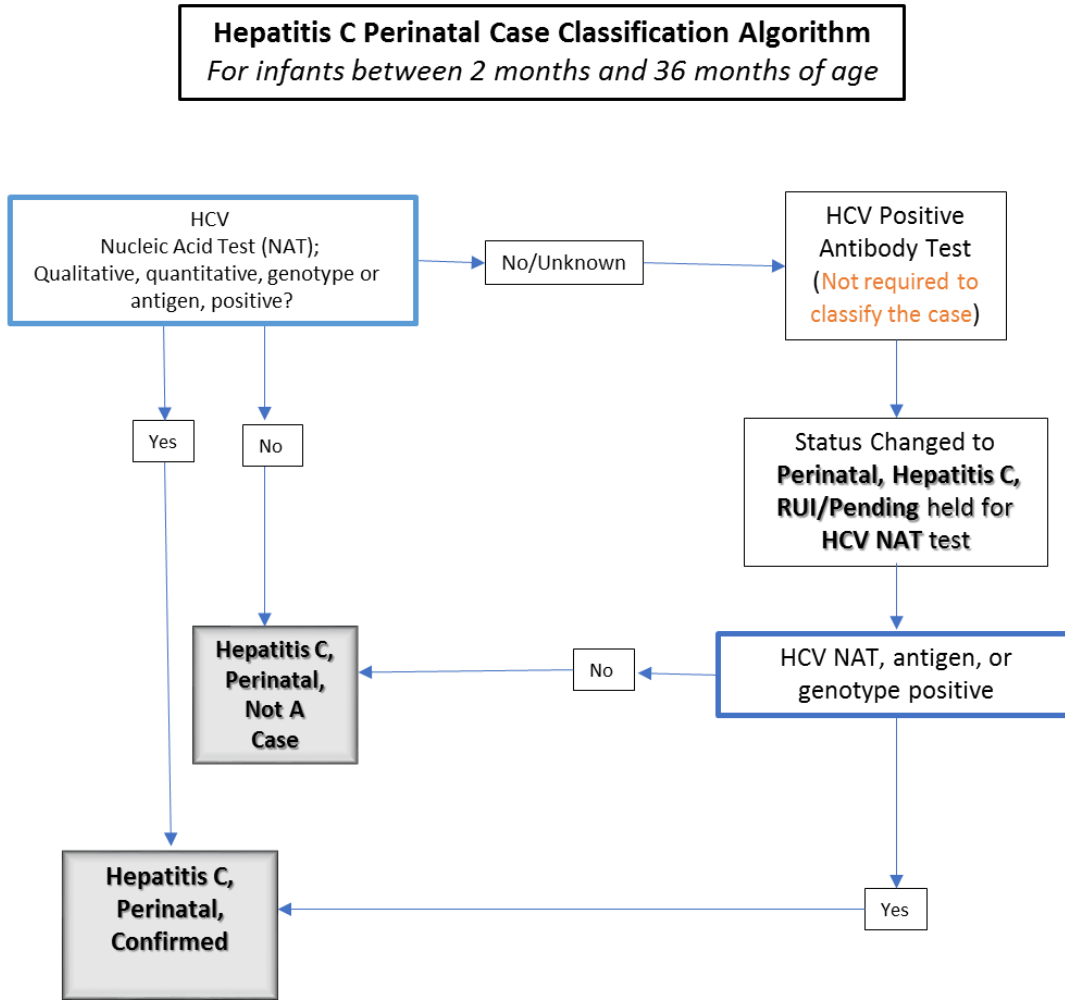 Hepatitis C Perinatal Case Classification Algorithm
For infants between 2 months and 36 months of age
HCV
Nucleic Acid Test (NAT);
Qualitative, quantitative, genotype or
antigen, positive?
No/Unknown
HCV Positive
Antibody Test
(Not required to
classify the case)
Yes
No
Status Changed to
Perinatal, Hepatitis C,
RUI/Pending held for
HCV NAT test
Hepatitis C,
Perinatal,
Not A
Case
No
HCV NAT, antigen, or
genotype positive
Hepatitis C,
Perinatal,
Confirmed
Yes